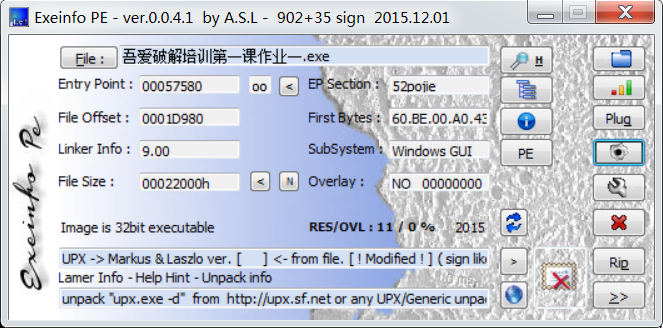 Exeinfo PE - ver.0.0.4.1 by A.S.L - 902+35 sign 2015.12.01
File : 吾爱破解培训第一课作业一.exe H
Entry Point : 00057580 oo < EP Section : 52pojie
File Offset : 0001D980 First Bytes : 60.BE.00.A0.43 Plug
Linker Info : 9.00 SubSystem : Windows GUI PE
File Size : 00022000h < N Overlay : NO 00000000
Image is 32bit executable RES/OVL : 11 / 0 % 2015
UPX -> Markus & Laszlo ver. [ ] <- from file. [ ! Modified ! ] ( sign like > Rip
Lamer Info - Help Hint - Unpack info
unpack "upx.exe -d" from http://upx.sf.net or any UPX/Generic unpa >>
Exeinfo Pe